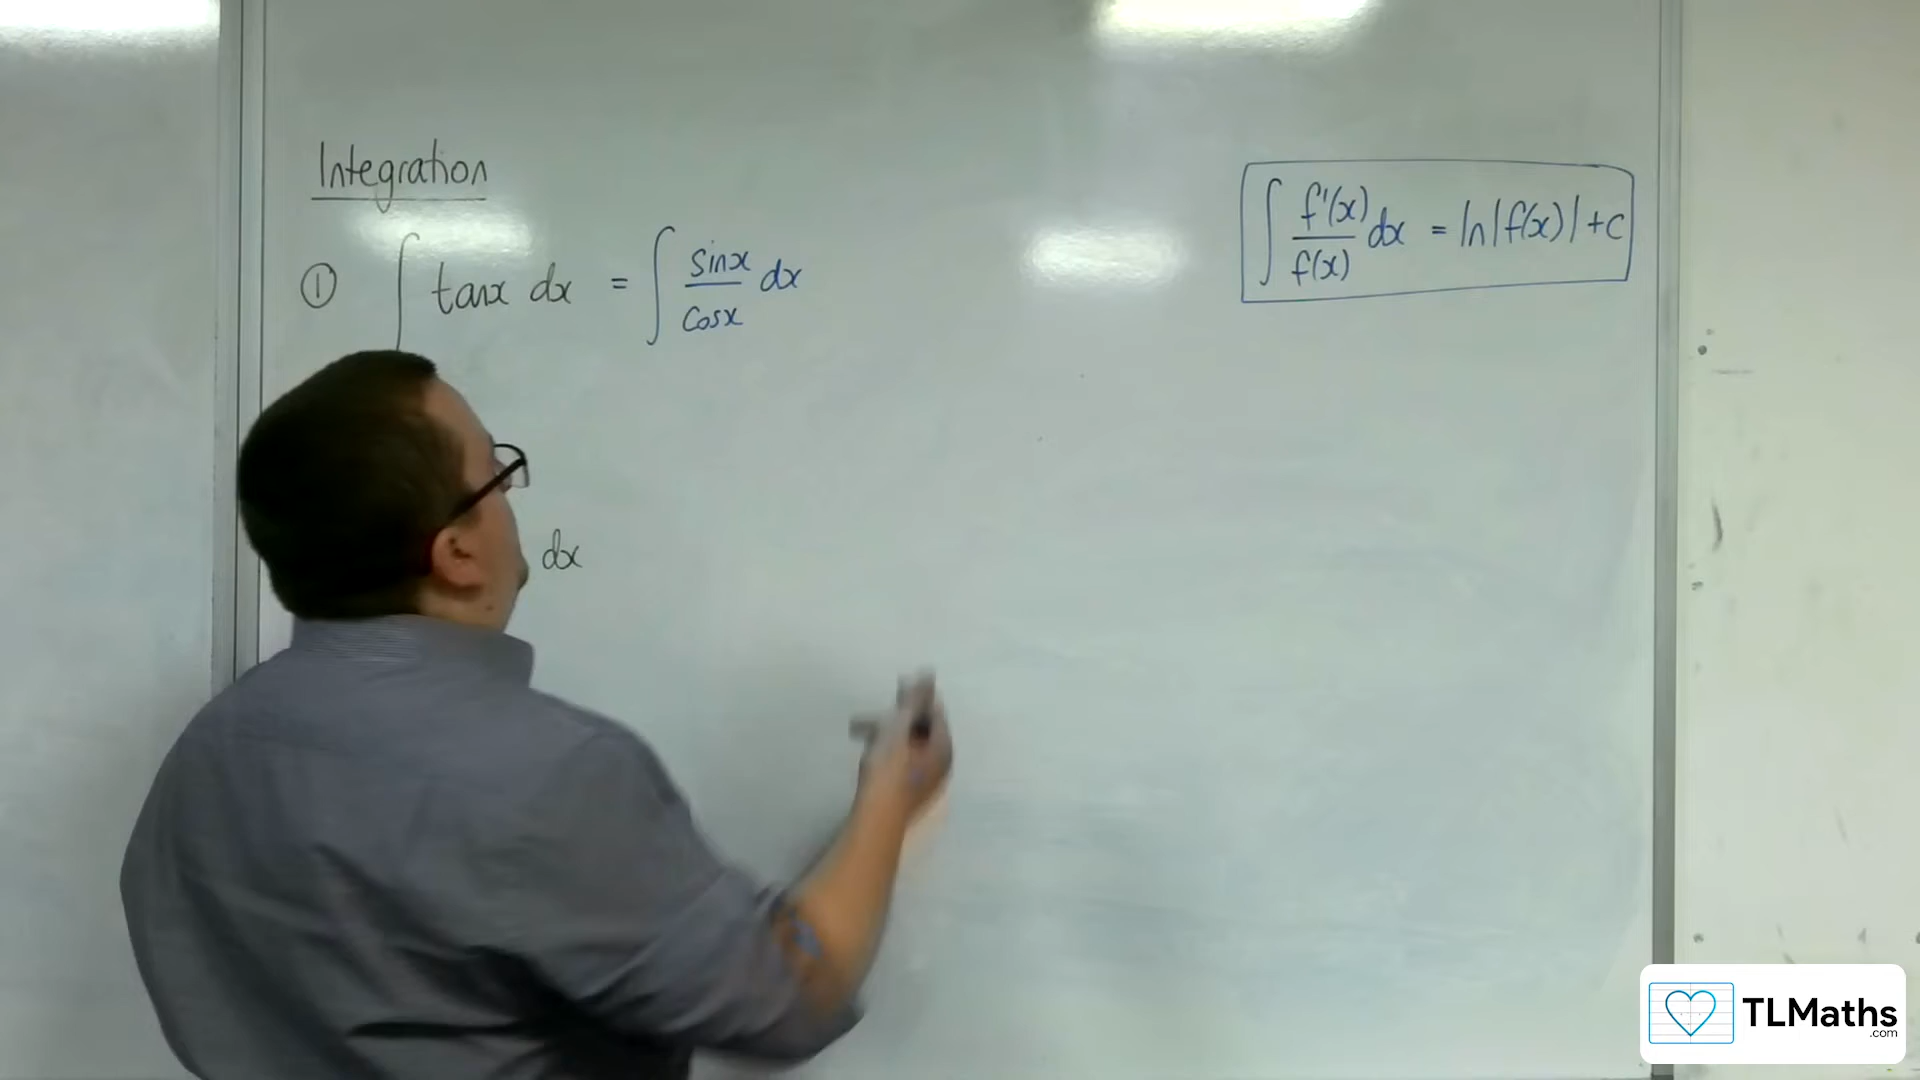 Integration
① ∫ tanx dx = ∫ sinx/cosx dx
∫ f'(x)/f(x) dx = ln|f(x)| + c
dx
TLMaths
.com